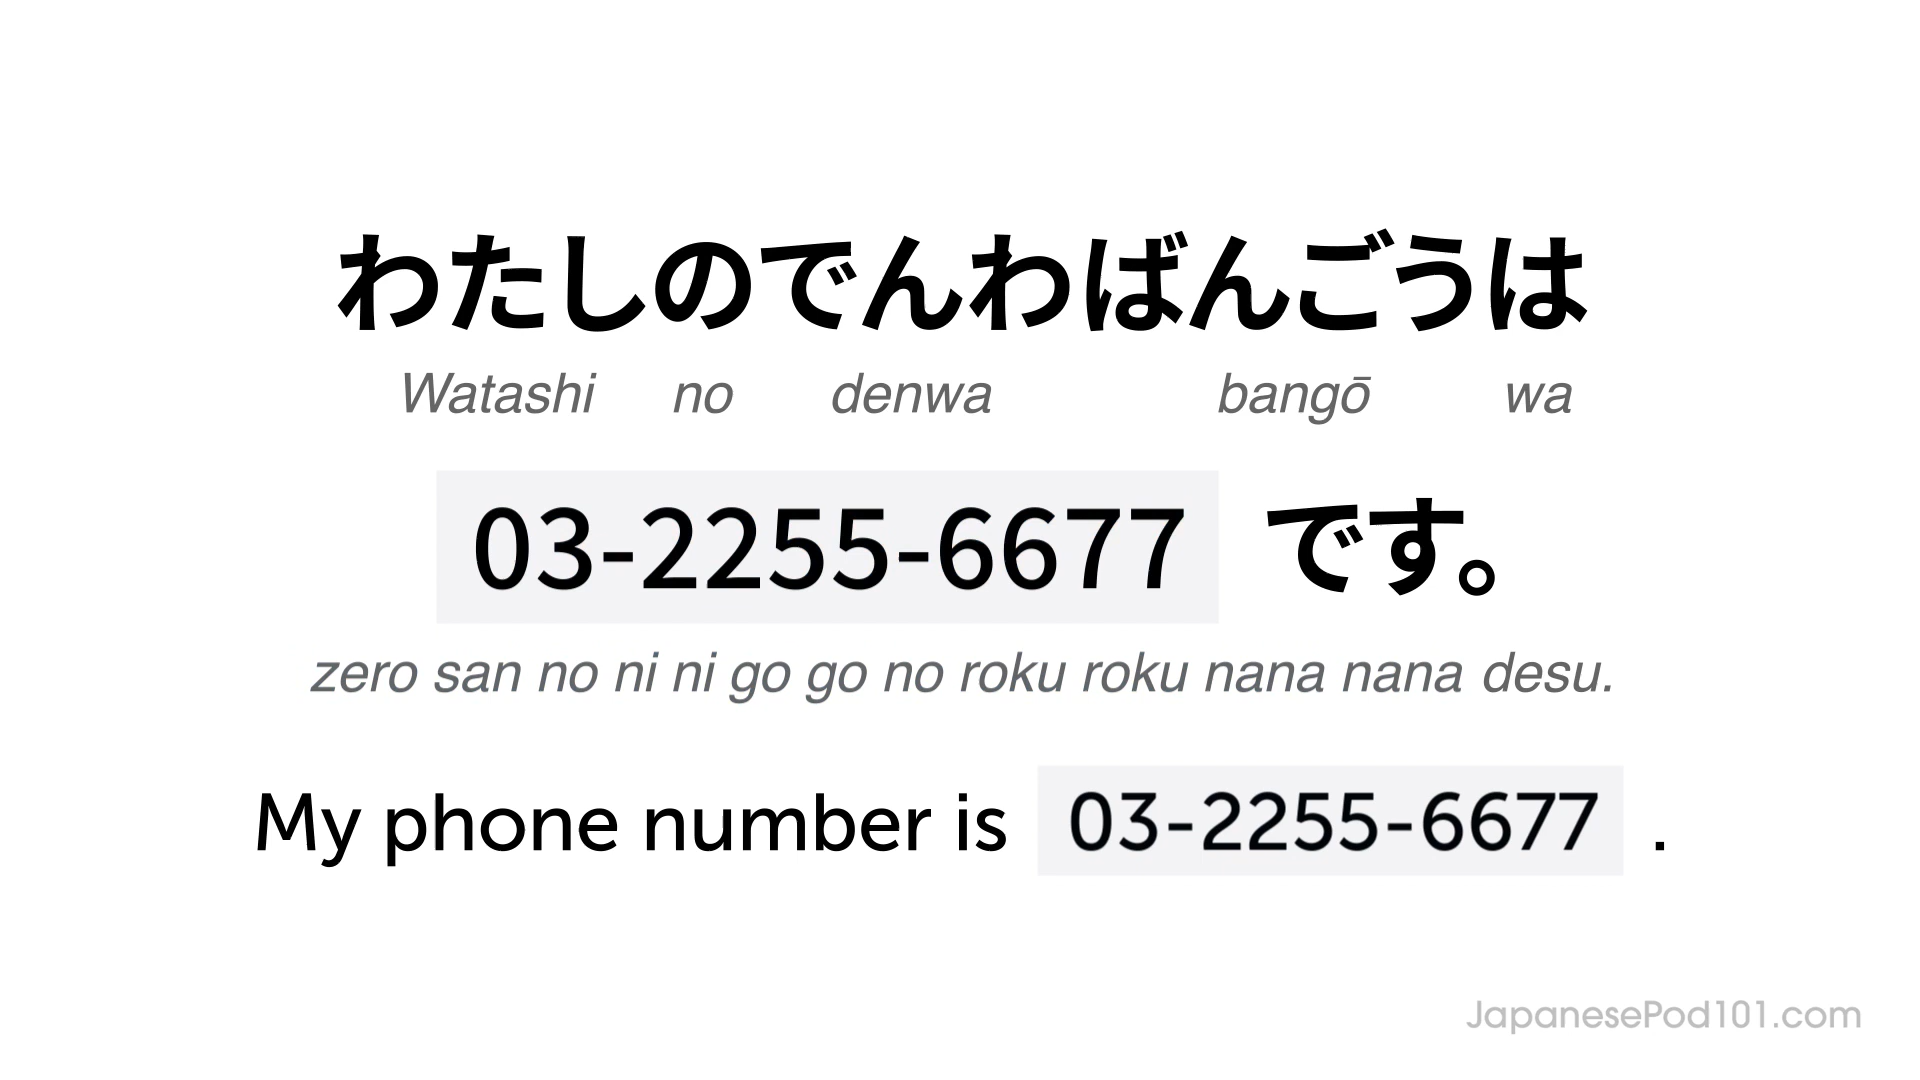 わたしのでんわばんごうは
Watashi no denwa bangō wa
03-2255-6677 です。
zero san no ni ni go go no roku roku nana nana desu.
My phone number is 03-2255-6677 .
JapanesePod101.com